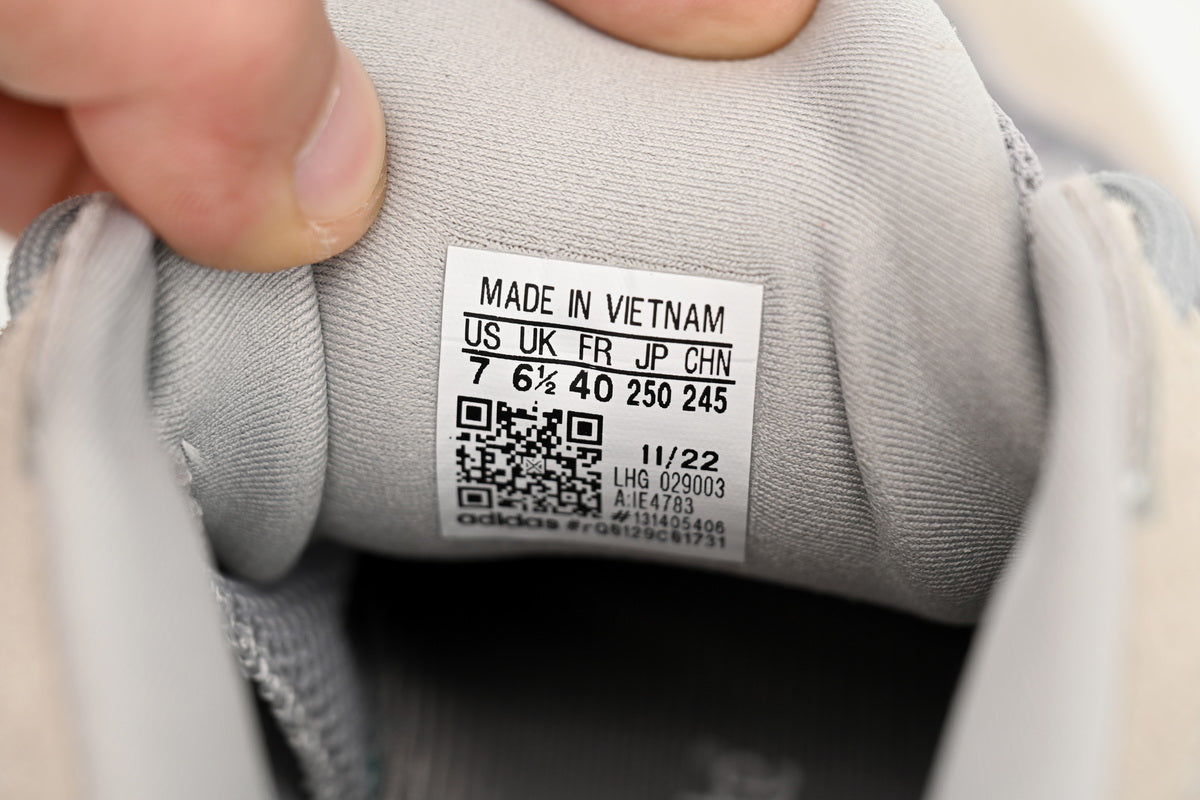 MADE IN VIETNAM
US UK FR JP CHN
7 6½ 40 250 245
11/22
LHG 029003
A:IE4783
#131405406
adidas #rQ8129C81731